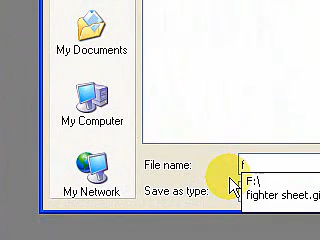 My Documents
My Computer
My Network
File name:
f
Save as type:
F:\
fighter sheet.gi